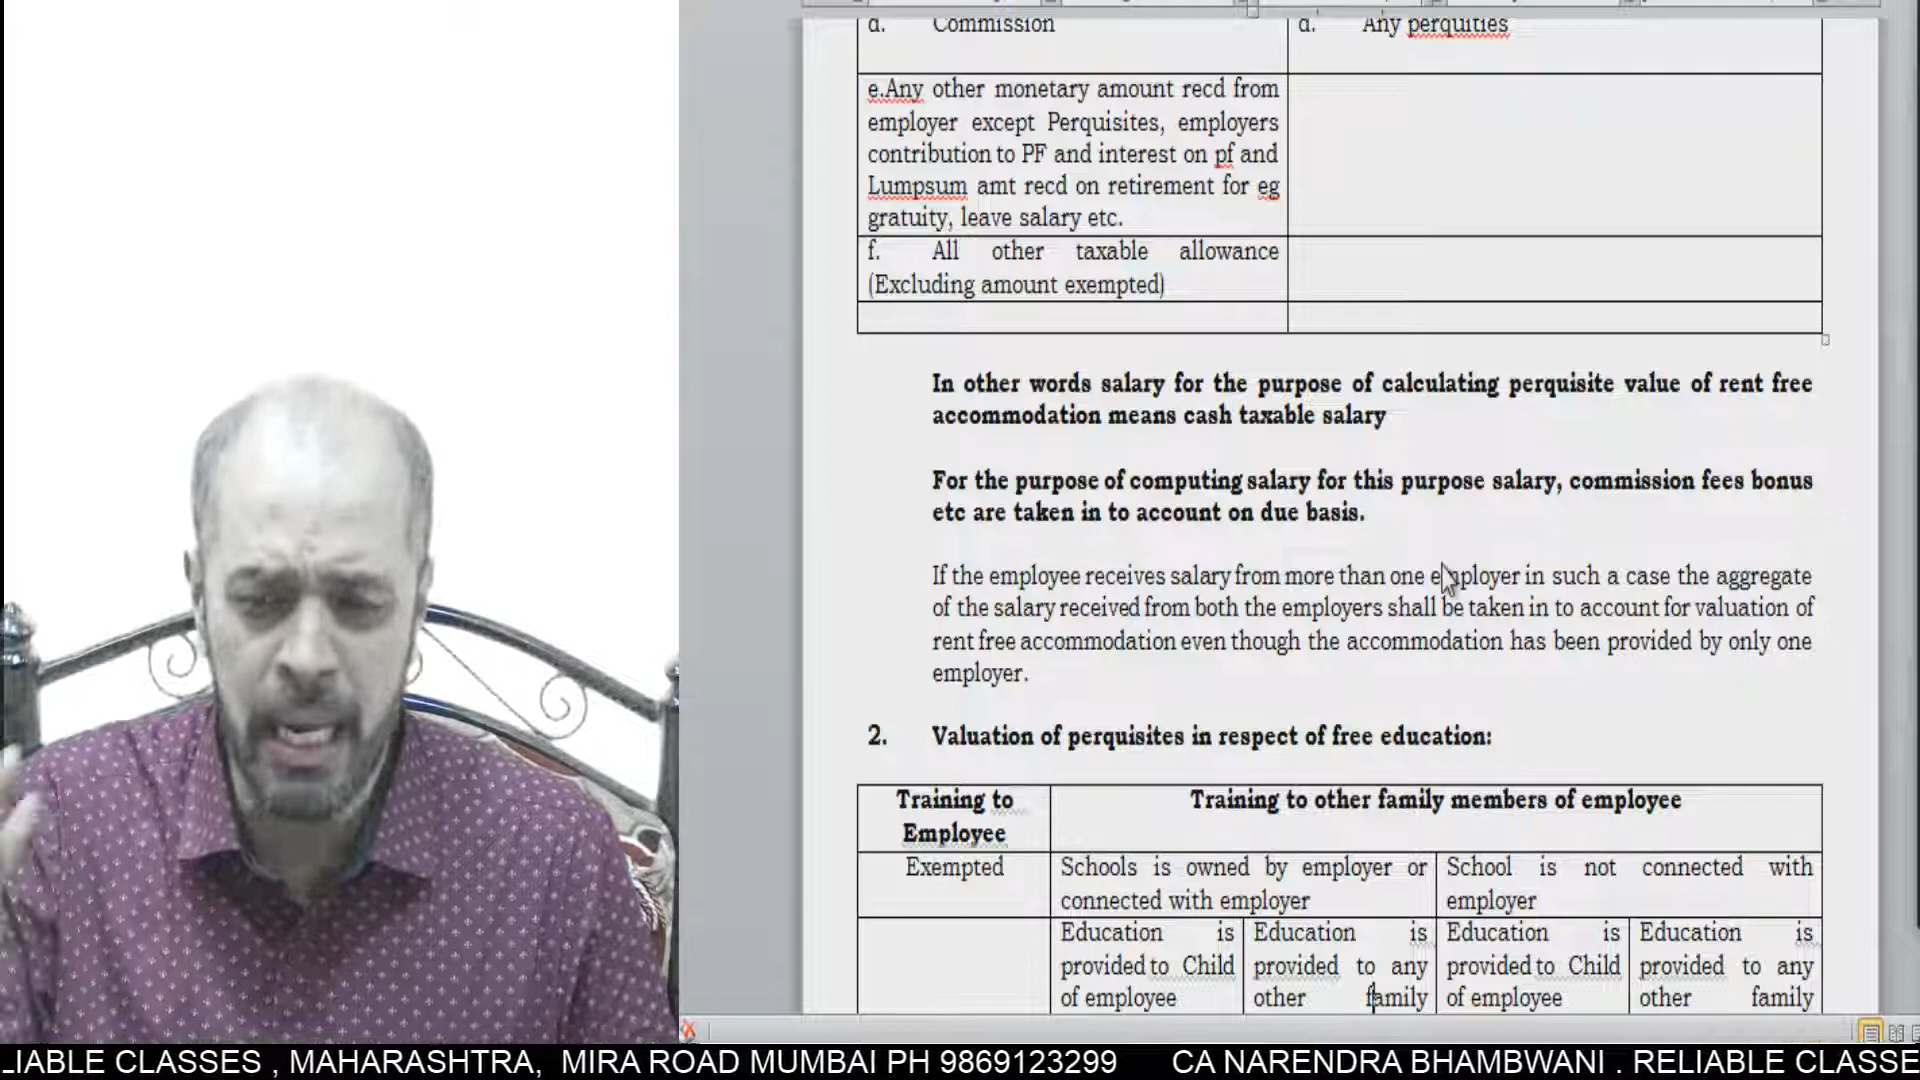 d. Commission
d. Any perquities
e.Any other monetary amount recd from
employer except Perquisites, employers
contribution to PF and interest on pf and
Lumpsum amt recd on retirement for eg
gratuity, leave salary etc.
f. All other taxable allowance
(Excluding amount exempted)
In other words salary for the purpose of calculating perquisite value of rent free
accommodation means cash taxable salary
For the purpose of computing salary for this purpose salary, commission fees bonus
etc are taken in to account on due basis.
If the employee receives salary from more than one employer in such a case the aggregate
of the salary received from both the employers shall be taken in to account for valuation of
rent free accommodation even though the accommodation has been provided by only one
employer.
2. Valuation of perquisites in respect of free education:
Training to
Employee
Training to other family members of employee
Exempted
Schools is owned by employer or
connected with employer
School is not connected with
employer
Education is
provided to Child
of employee
Education is
provided to any
other family
Education is
provided to Child
of employee
Education is
provided to any
other family
LIABLE CLASSES , MAHARASHTRA, MIRA ROAD MUMBAI PH 9869123299 CA NARENDRA BHAMBWANI . RELIABLE CLASSE